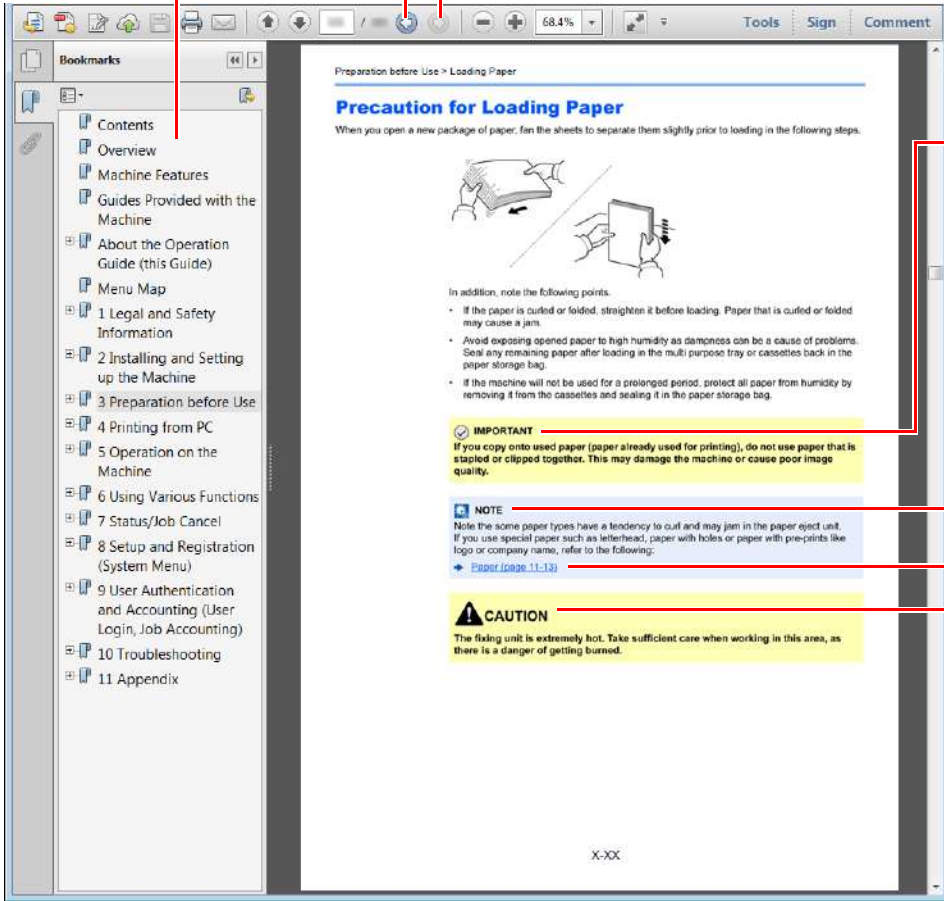 68.4%
Tools
Sign
Comment
Bookmarks
Contents
Overview
Machine Features
Guides Provided with the
Machine
About the Operation
Guide (this Guide)
Menu Map
1 Legal and Safety
Information
2 Installing and Setting
up the Machine
3 Preparation before Use
4 Printing from PC
5 Operation on the
Machine
6 Using Various Functions
7 Status/Job Cancel
8 Setup and Registration
(System Menu)
9 User Authentication
and Accounting (User
Login, Job Accounting)
10 Troubleshooting
11 Appendix
Preparation before Use > Loading Paper
Precaution for Loading Paper
When you open a new package of paper, fan the sheets to separate them slightly prior to loading in the following steps.
In addition, note the following points.
• If the paper is curled or folded, straighten it before loading. Paper that is curled or folded
may cause a jam.
• Avoid exposing opened paper to high humidity as dampness can be a cause of problems.
Seal any remaining paper after loading in the multi purpose tray or cassettes back in the
paper storage bag.
• If the machine will not be used for a prolonged period, protect all paper from humidity by
removing it from the cassettes and sealing it in the paper storage bag.
IMPORTANT
If you copy onto used paper (paper already used for printing), do not use paper that is
stapled or clipped together. This may damage the machine or cause poor image
quality.
NOTE
Note the some paper types have a tendency to curl and may jam in the paper eject unit.
If you use special paper such as letterhead, paper with holes or paper with pre-prints like
logo or company name, refer to the following:
Paper (page 11-13)
CAUTION
The fixing unit is extremely hot. Take sufficient care when working in this area, as
there is a danger of getting burned.
X-XX